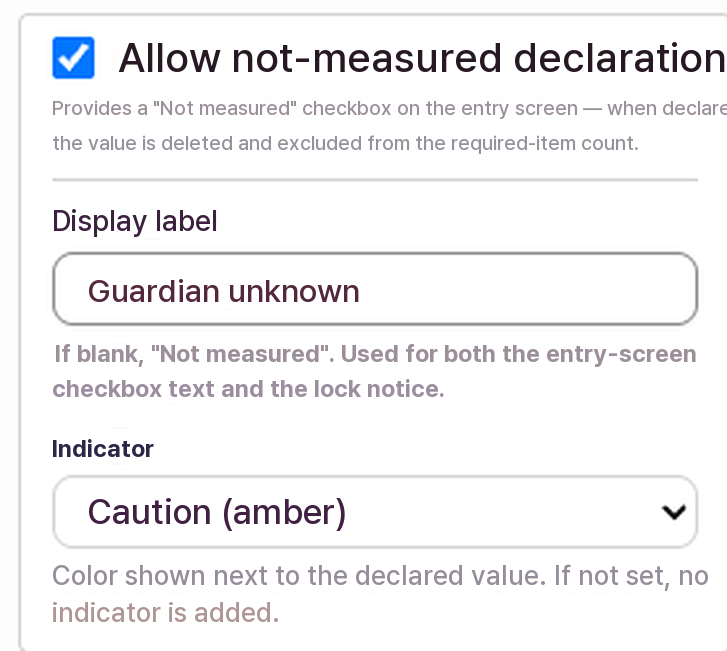 Allow not-measured declaration
Provides a "Not measured" checkbox on the entry screen — when declare
the value is deleted and excluded from the required-item count.
Display label
Guardian unknown
If blank, "Not measured". Used for both the entry-screen
checkbox text and the lock notice.
Indicator
Caution (amber)
Color shown next to the declared value. If not set, no
indicator is added.